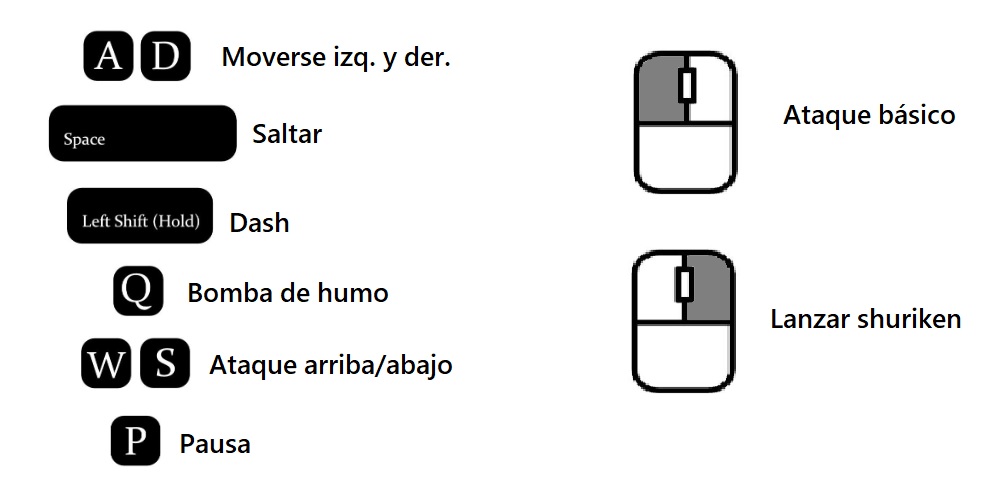 A D Moverse izq. y der.
Space Saltar
Left Shift (Hold) Dash
Q Bomba de humo
W S Ataque arriba/abajo
P Pausa
Ataque básico
Lanzar shuriken